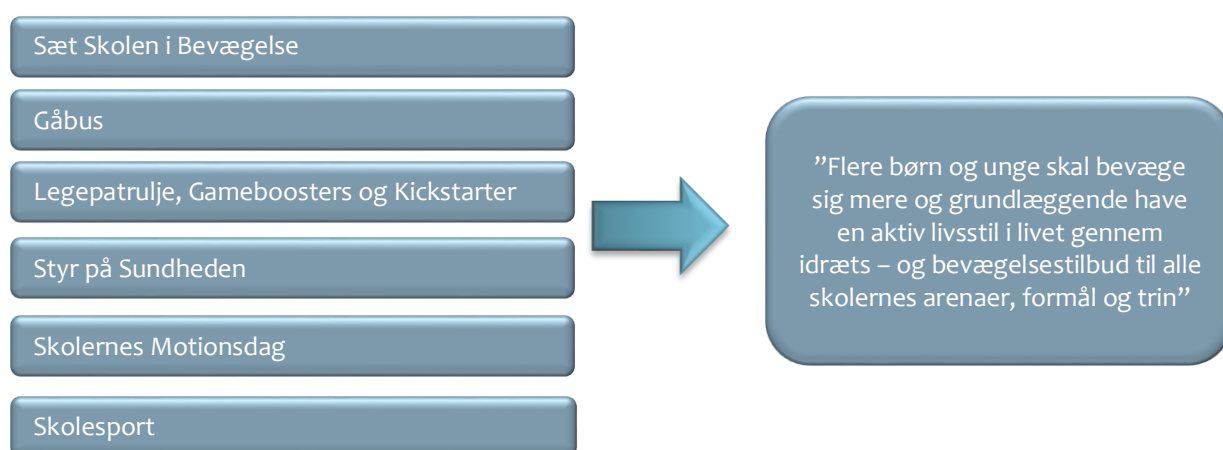 Sæt Skolen i Bevægelse
Gåbus
Legepatrulje, Gameboosters og Kickstarter
Styr på Sundheden
Skolernes Motionsdag
Skolesport
”Flere børn og unge skal bevæge
sig mere og grundlæggende have
en aktiv livsstil i livet gennem
idræts – og bevægelsestilbud til alle
skolernes arenaer, formål og trin”